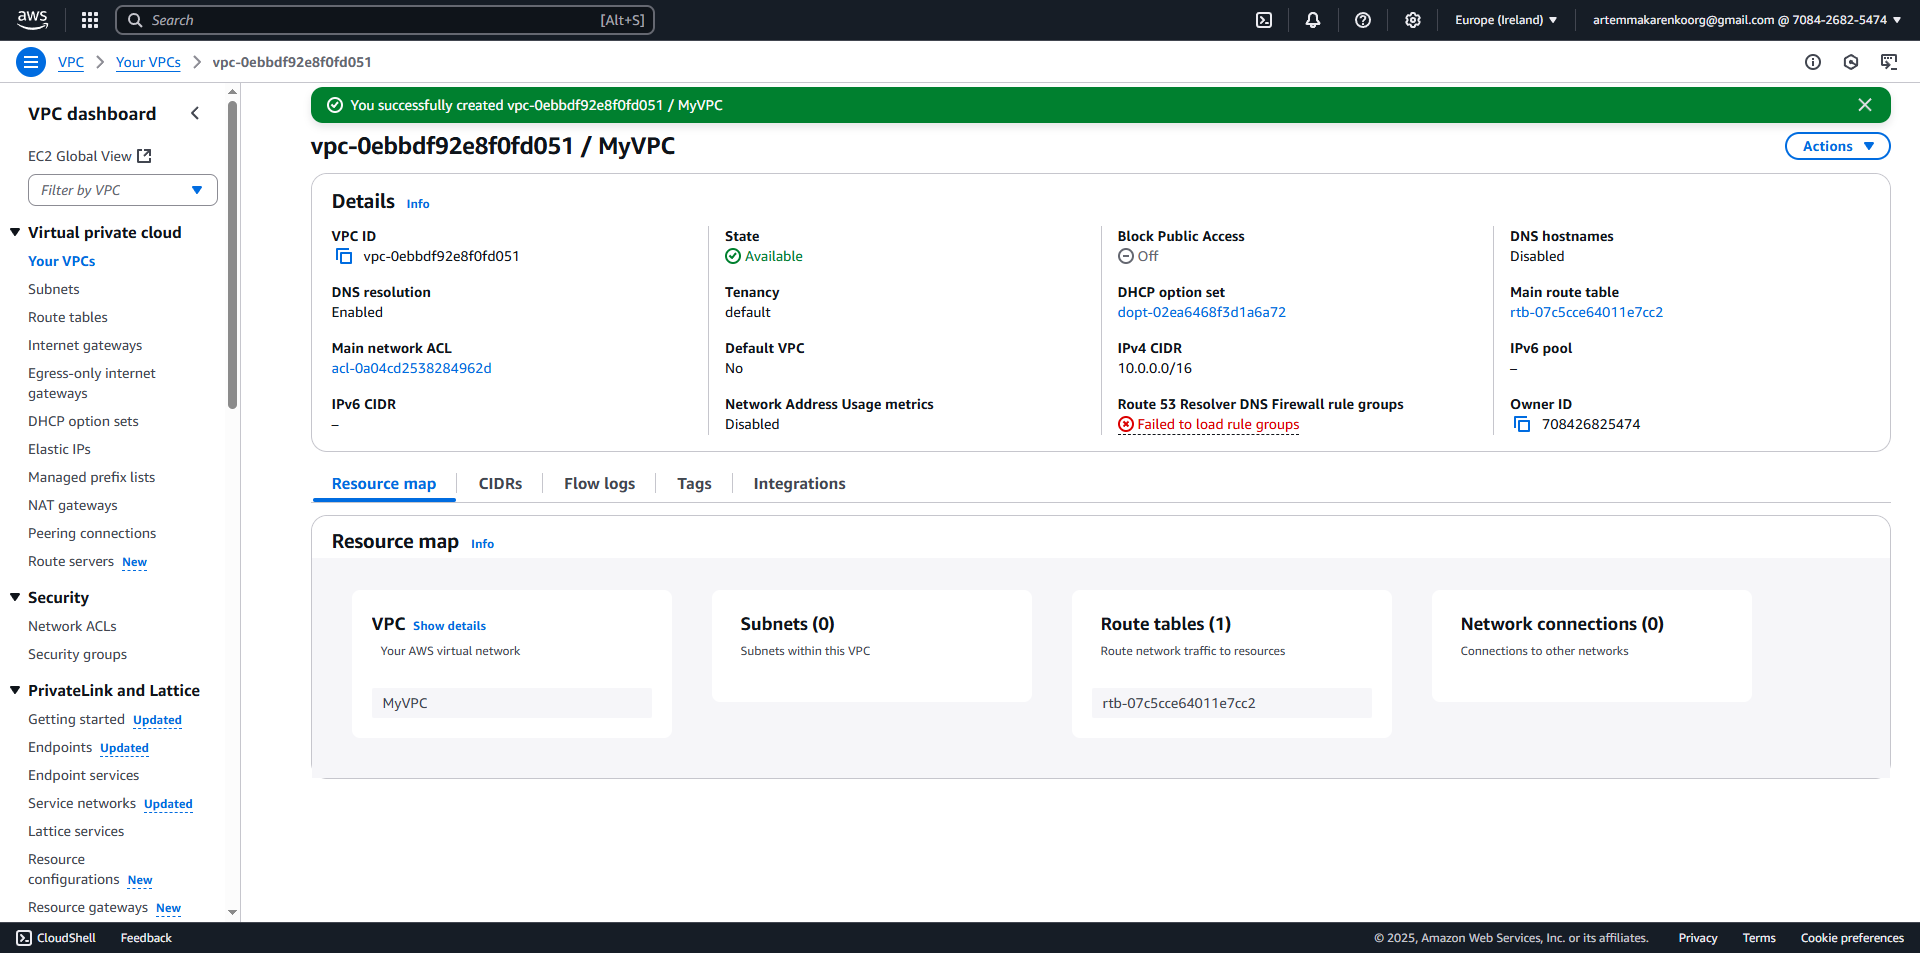 aws
Search [Alt+S]
Europe (Ireland)
artemmakarenkoorg@gmail.com @ 7084-2682-5474
VPC
Your VPCs
vpc-0ebbdf92e8f0fd051
VPC dashboard
EC2 Global View
Filter by VPC
Virtual private cloud
Your VPCs
Subnets
Route tables
Internet gateways
Egress-only internet
gateways
DHCP option sets
Elastic IPs
Managed prefix lists
NAT gateways
Peering connections
Route servers New
Security
Network ACLs
Security groups
PrivateLink and Lattice
Getting started Updated
Endpoints Updated
Endpoint services
Service networks Updated
Lattice services
Resource
configurations New
Resource gateways New
You successfully created vpc-0ebbdf92e8f0fd051 / MyVPC
vpc-0ebbdf92e8f0fd051 / MyVPC
Actions
Details Info
VPC ID
vpc-0ebbdf92e8f0fd051
State
Available
Block Public Access
Off
DNS hostnames
Disabled
DNS resolution
Enabled
Tenancy
default
DHCP option set
dopt-02ea6468f3d1a6a72
Main route table
rtb-07c5cce64011e7cc2
Main network ACL
acl-0a04cd2538284962d
Default VPC
No
IPv4 CIDR
10.0.0.0/16
IPv6 pool
–
IPv6 CIDR
–
Network Address Usage metrics
Disabled
Route 53 Resolver DNS Firewall rule groups
Failed to load rule groups
Owner ID
708426825474
Resource map
CIDRs
Flow logs
Tags
Integrations
Resource map Info
VPC Show details
Your AWS virtual network
MyVPC
Subnets (0)
Subnets within this VPC
Route tables (1)
Route network traffic to resources
rtb-07c5cce64011e7cc2
Network connections (0)
Connections to other networks
CloudShell
Feedback
© 2025, Amazon Web Services, Inc. or its affiliates.
Privacy
Terms
Cookie preferences